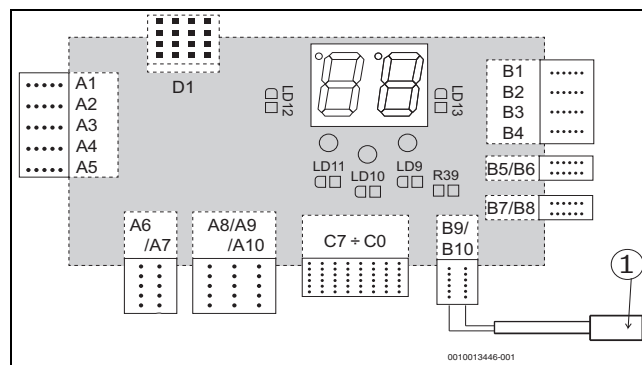 D1
A1
A2
A3
A4
A5
LD12
LD13
LD11
LD10
LD9
R39
B1
B2
B3
B4
B5/B6
B7/B8
A6
/A7
A8/A9
/A10
C7 ÷ C0
B9/
B10
1
0010013446-001